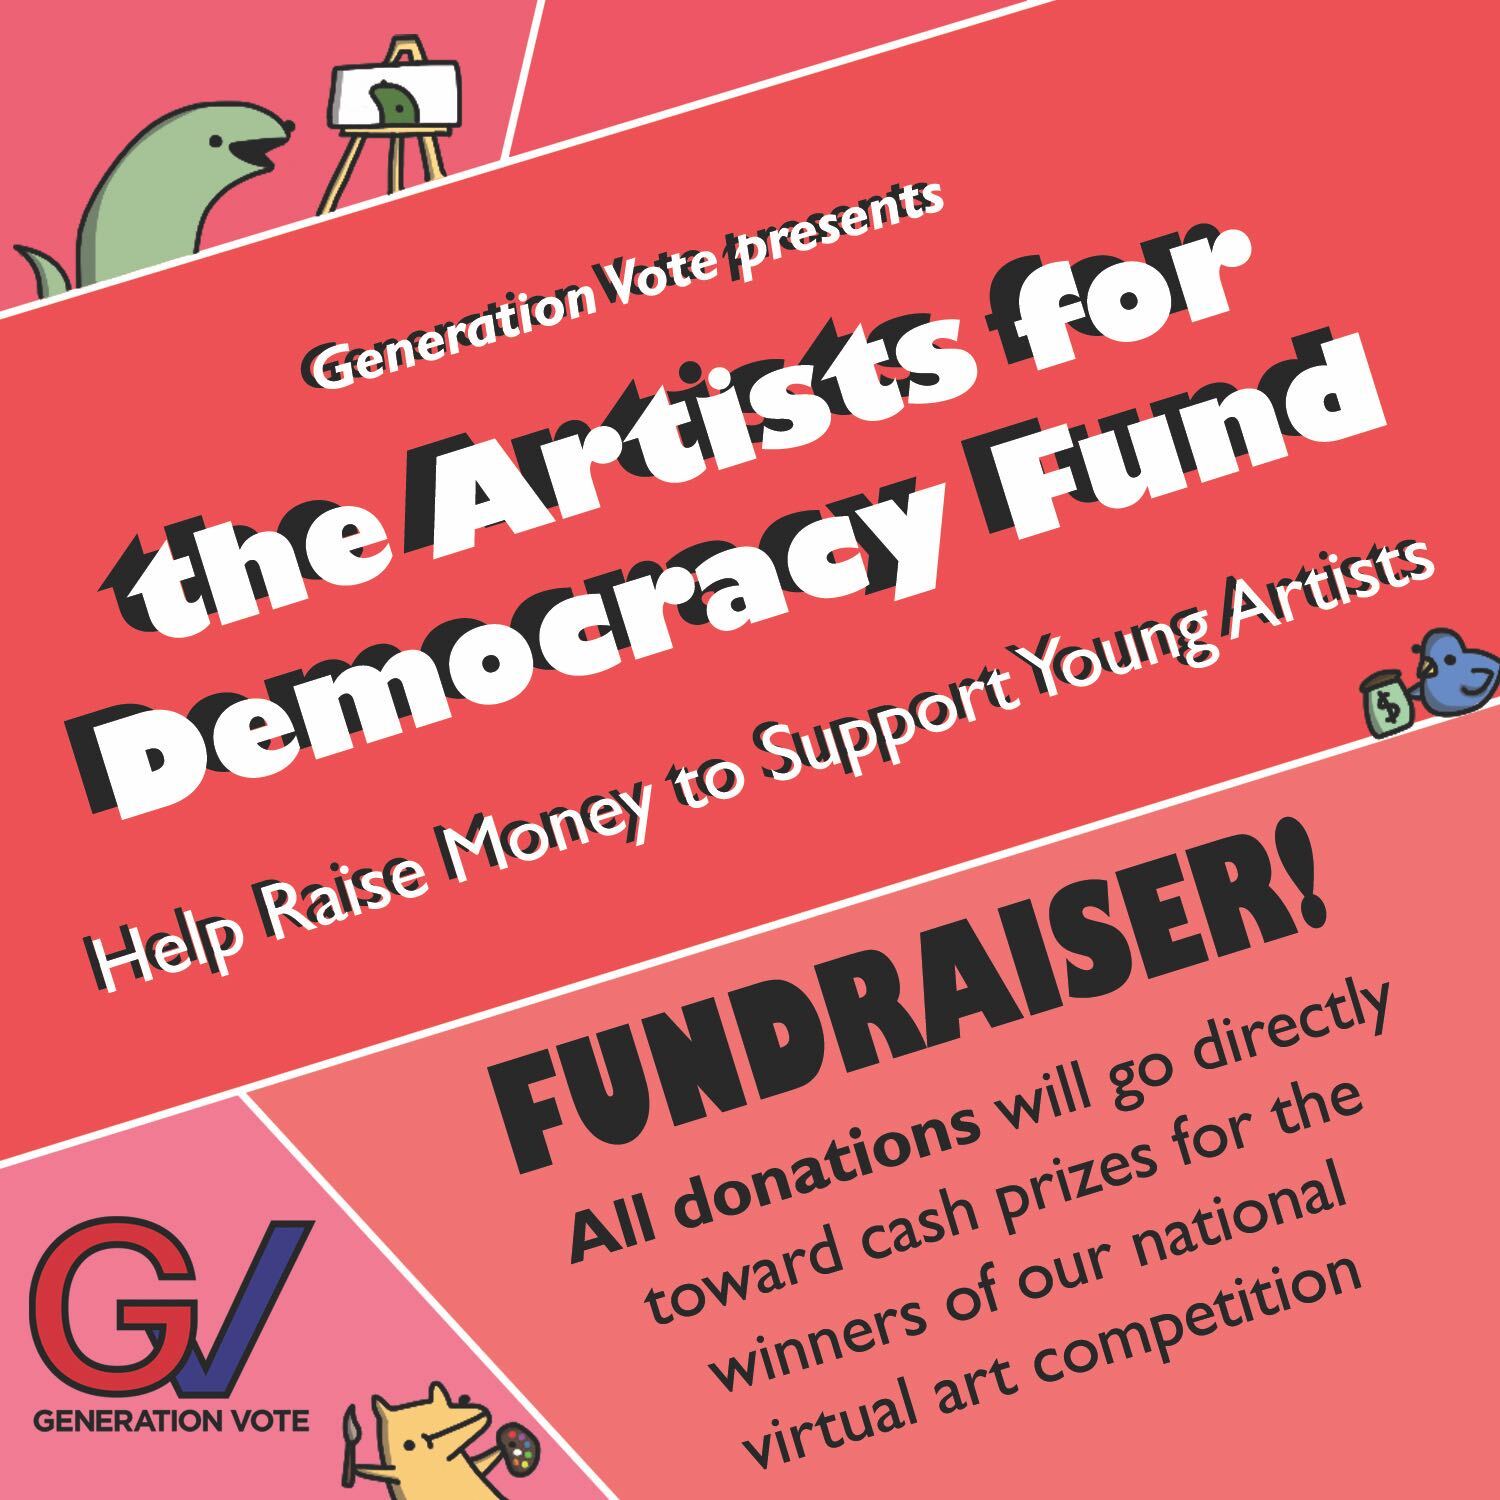 Generation Vote presents
the Artists for
Democracy Fund
Help Raise Money to Support Young Artists
$
FUNDRAISER!
All donations will go directly
toward cash prizes for the
winners of our national
virtual art competition
GV
GENERATION VOTE